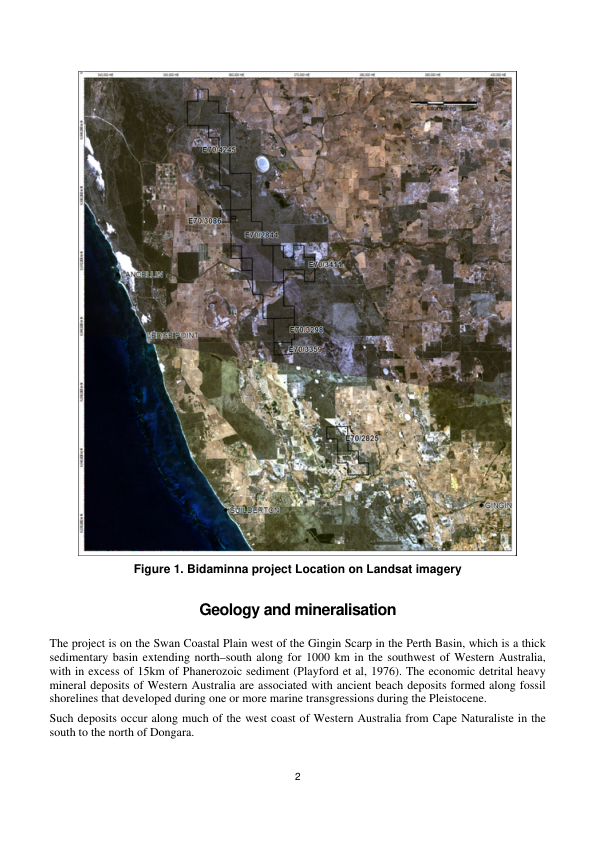 E70/4245
E70/3086
E70/2844
E70/3411
E70/3298
E70/3359
E70/2825
GUILBERTON
GINGIN
Figure 1. Bidaminna project Location on Landsat imagery
Geology and mineralisation
The project is on the Swan Coastal Plain west of the Gingin Scarp in the Perth Basin, which is a thick
sedimentary basin extending north–south along for 1000 km in the southwest of Western Australia,
with in excess of 15km of Phanerozoic sediment (Playford et al, 1976). The economic detrital heavy
mineral deposits of Western Australia are associated with ancient beach deposits formed along fossil
shorelines that developed during one or more marine transgressions during the Pleistocene.
Such deposits occur along much of the west coast of Western Australia from Cape Naturaliste in the
south to the north of Dongara.
2